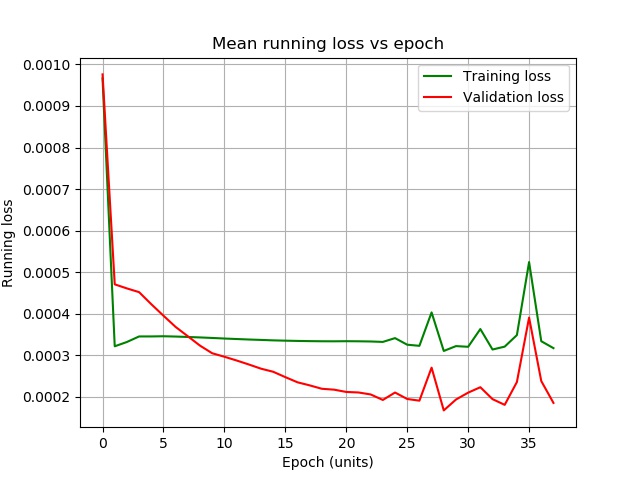 Mean running loss vs epoch
Training loss
Validation loss
0.0010
0.0009
0.0008
0.0007
0.0006
0.0005
0.0004
0.0003
0.0002
Running loss
0 5 10 15 20 25 30 35
Epoch (units)